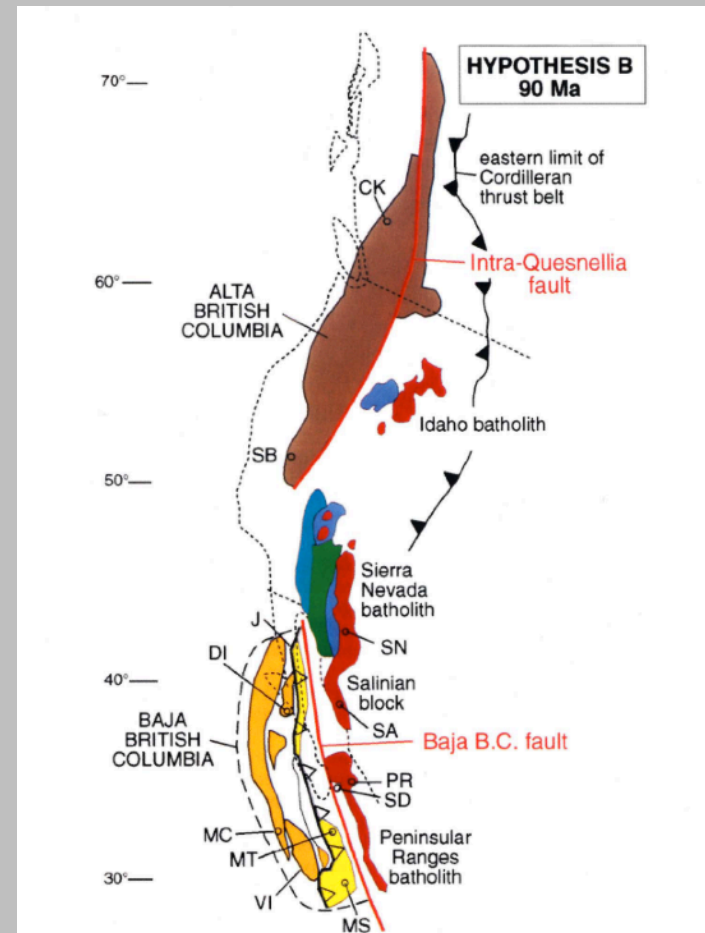 HYPOTHESIS B
90 Ma
70°
eastern limit of
Cordilleran
thrust belt
CK
Intra-Quesnellia
fault
60°
ALTA
BRITISH
COLUMBIA
Idaho batholith
SB
50°
Sierra
Nevada
batholith
J
SN
DI
40°
Salinian
block
SA
BAJA
BRITISH
COLUMBIA
Baja B.C. fault
PR
SD
MC
MT
Peninsular
Ranges
batholith
30°
VI
MS